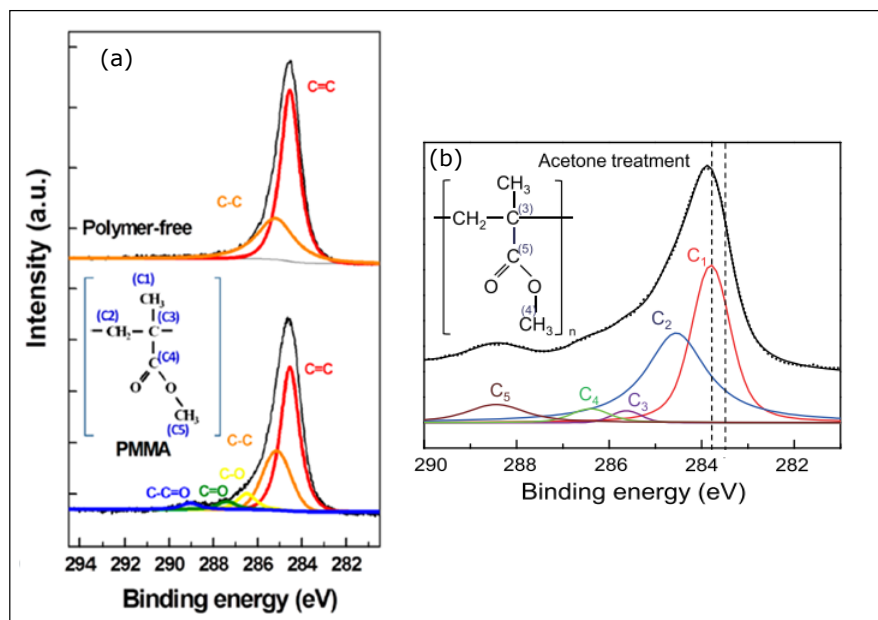 (a)
C=C
C-C
Polymer-free
Intensity (a.u.)
(C1)
CH3
(C2)
(C3)
CH2 C
(C4)
C
O O
CH3
(C5)
PMMA
C=C
C-C
C-O
C=O
C-C=O
294 292 290 288 286 284 282
Binding energy (eV)
(b)
Acetone treatment
CH3
CH2 C (3)
C (5)
O O
(4)
CH3
n
C1
C2
C3
C4
C5
290 288 286 284 282
Binding energy (eV)